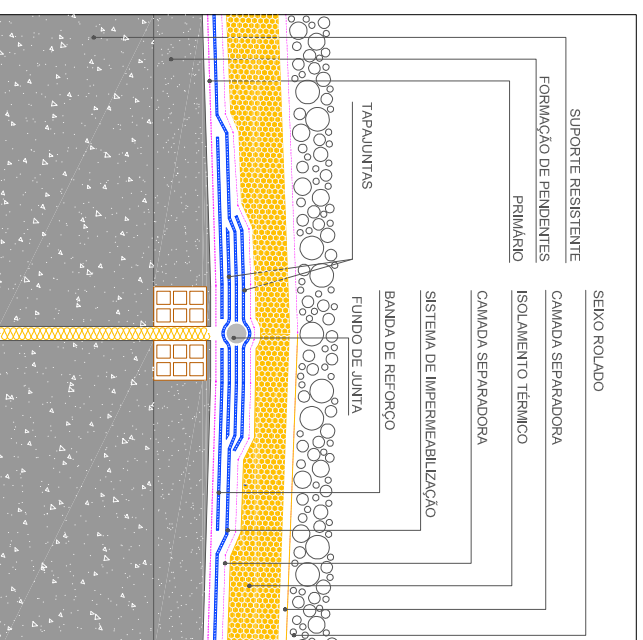 SUPORTE RESISTENTE
FORMAÇÃO DE PENDENTES
PRIMÁRIO
TAPAJUNTAS
SEIXO ROLADO
CAMADA SEPARADORA
ISOLAMENTO TÉRMICO
CAMADA SEPARADORA
SISTEMA DE IMPERMEABILIZAÇÃO
BANDA DE REFORÇO
FUNDO DE JUNTA